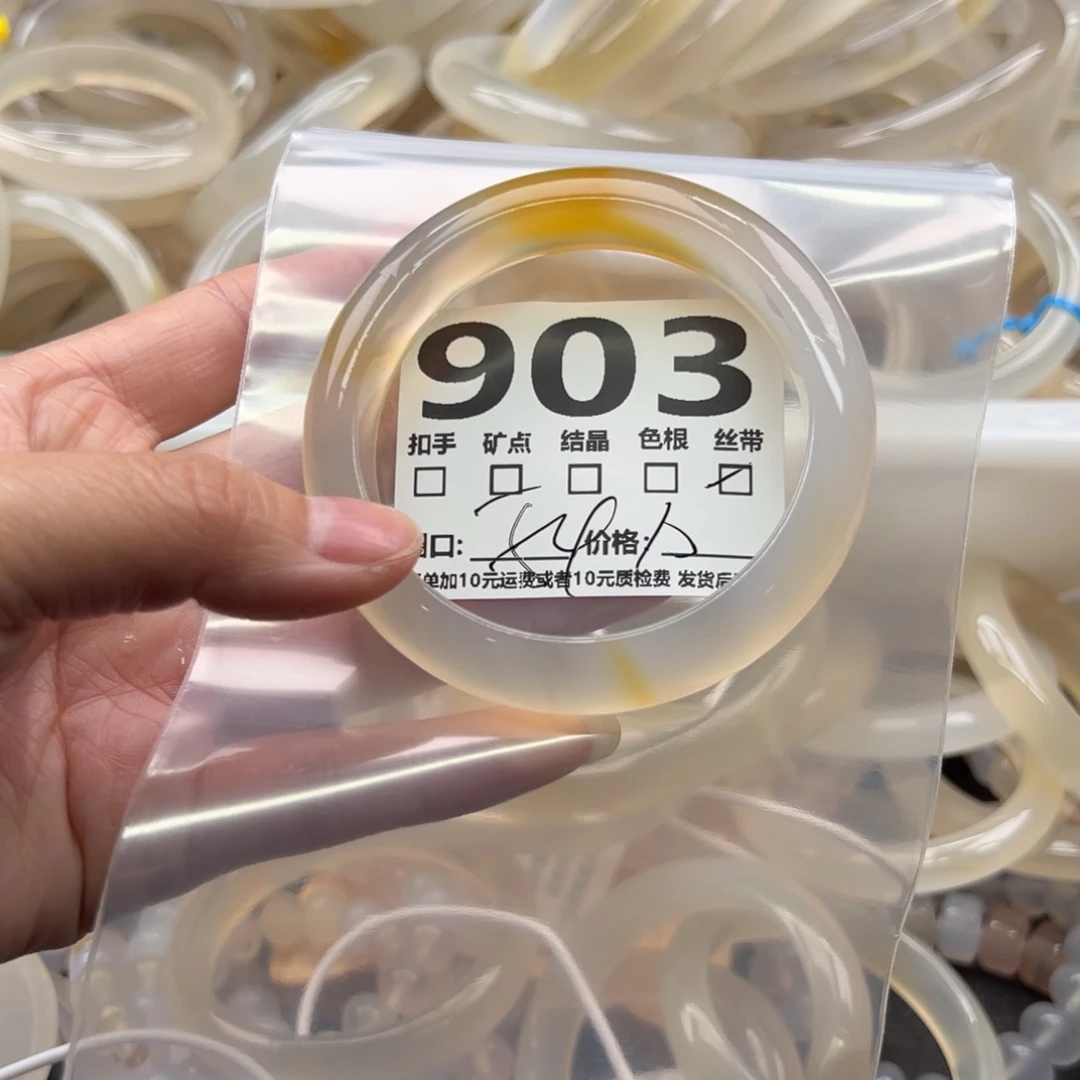 903
扣手 矿点 结晶 色根 丝带
口: 价格:
单加10元运费或者10元质检费 发货后